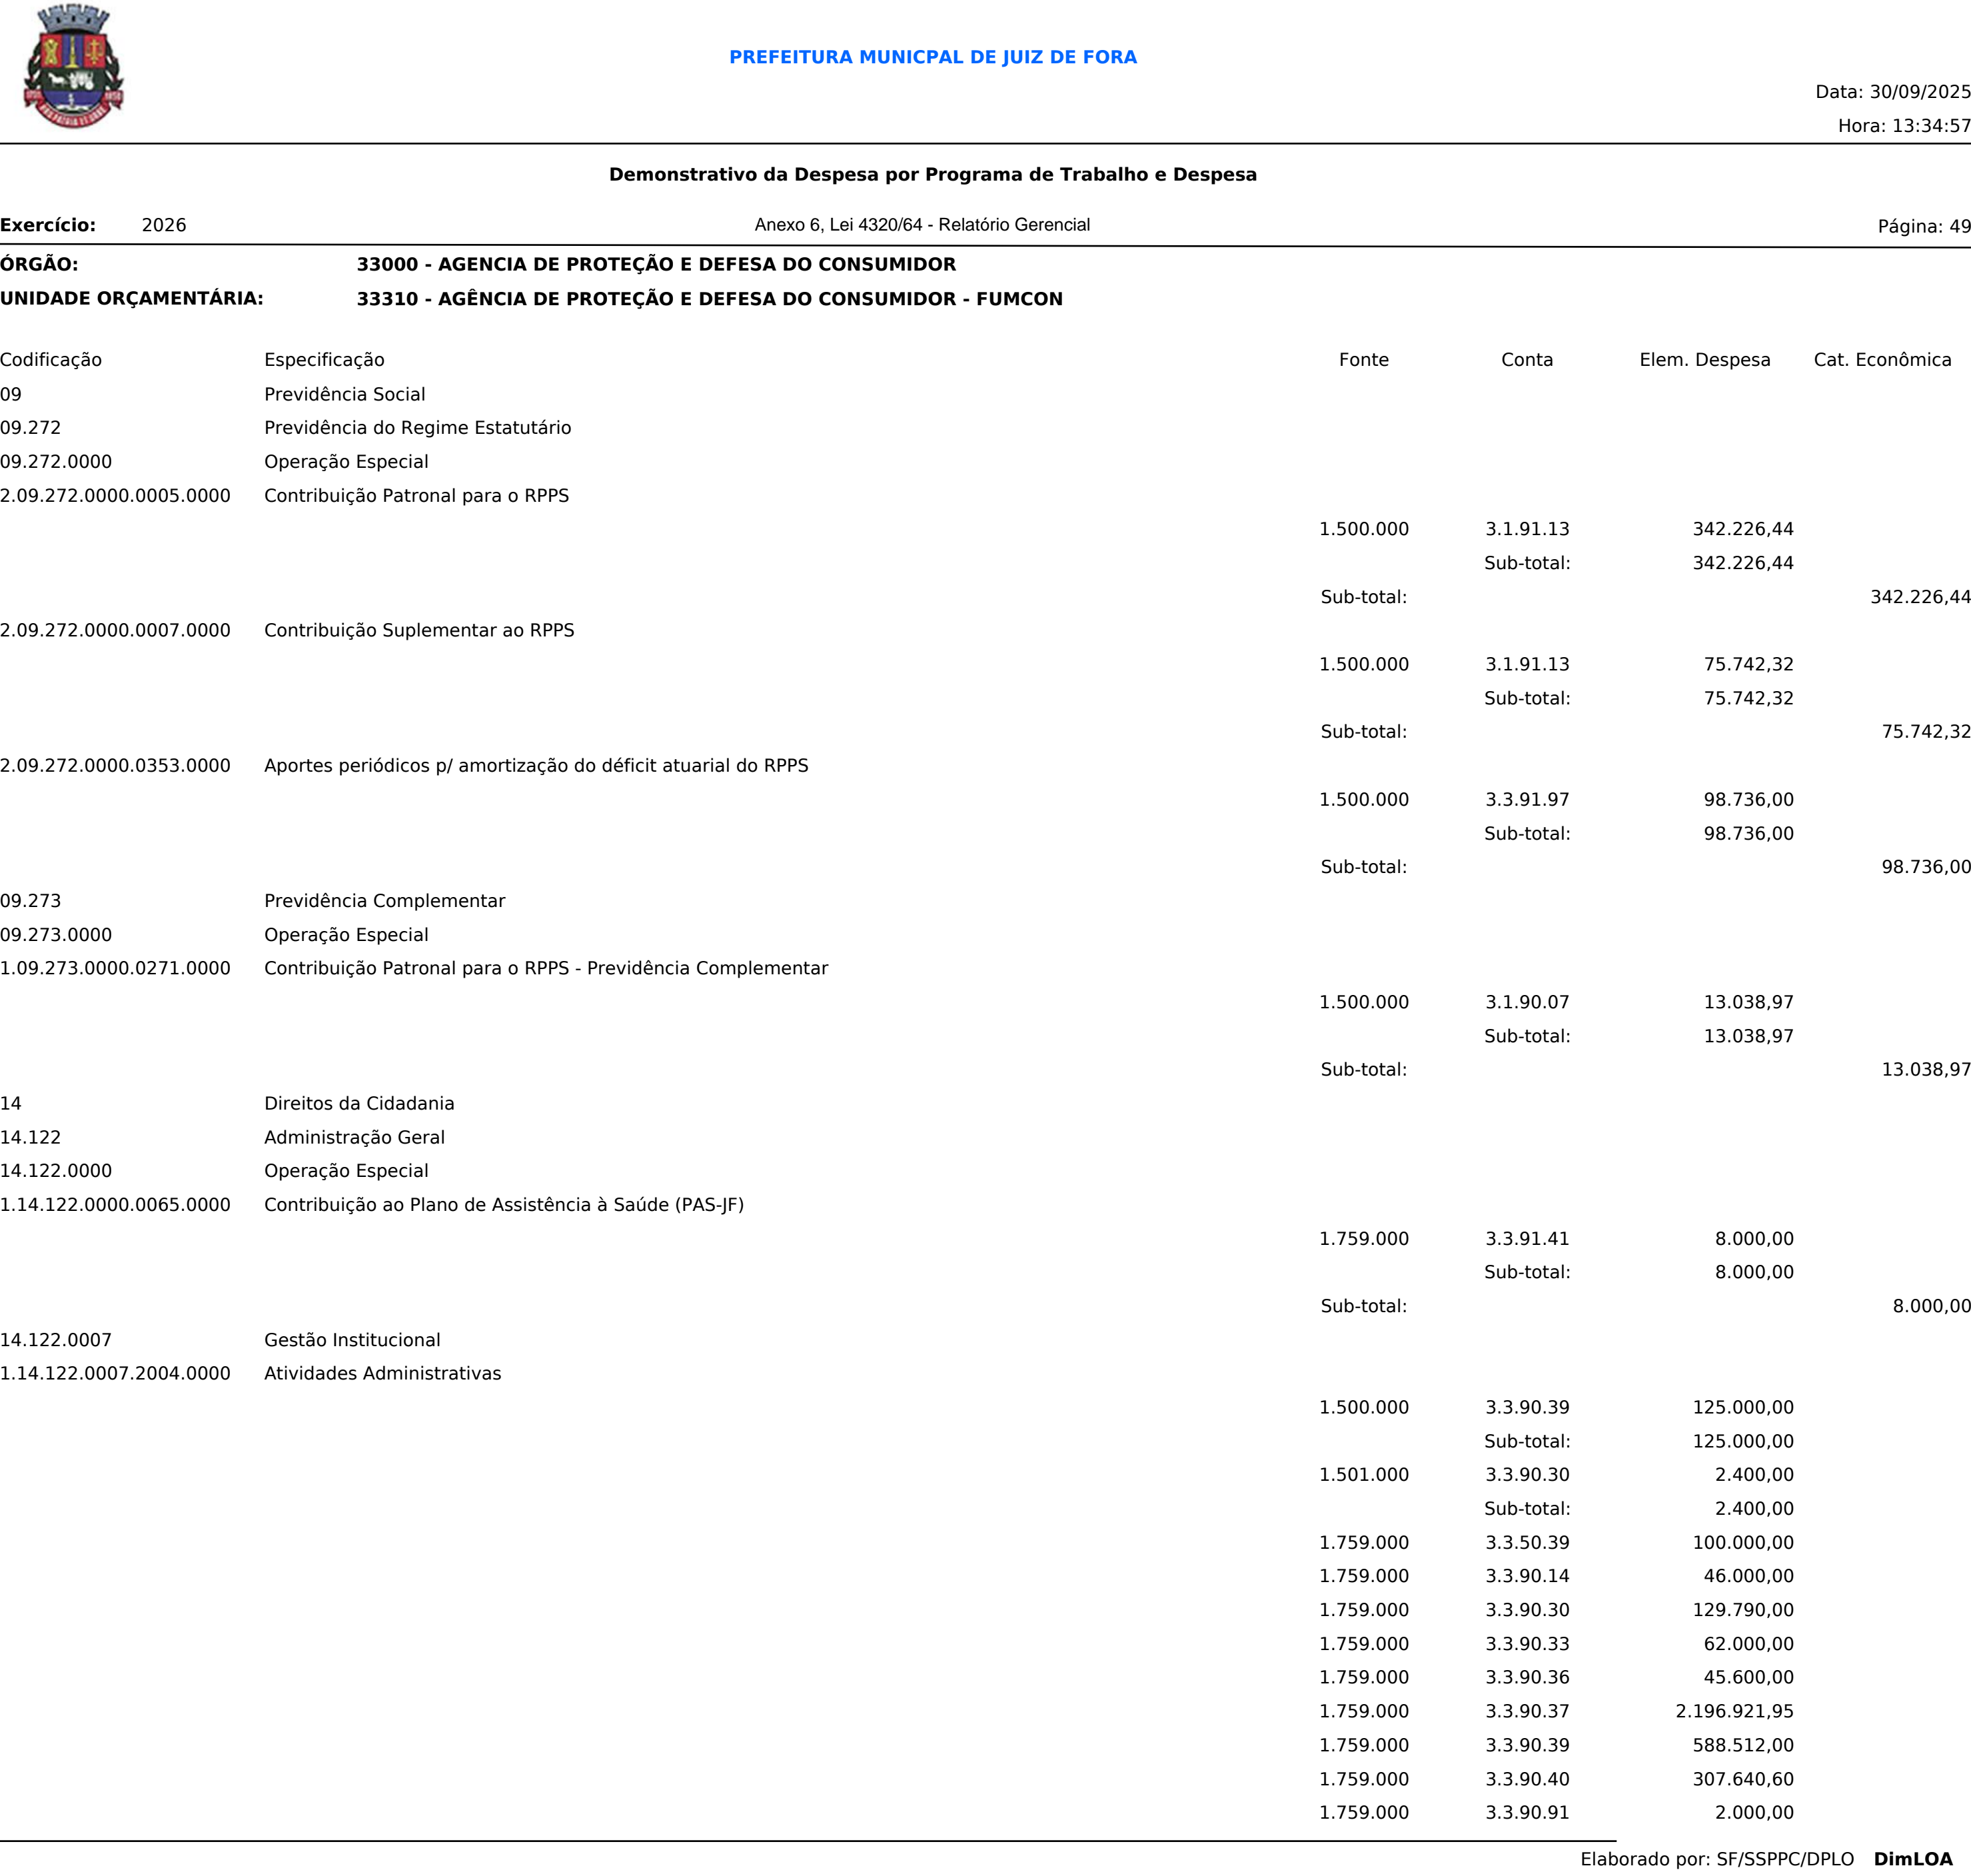 PREFEITURA MUNICPAL DE JUIZ DE FORA
Data: 30/09/2025
Hora: 13:34:57
Demonstrativo da Despesa por Programa de Trabalho e Despesa
Exercício: 2026 Anexo 6, Lei 4320/64 - Relatório Gerencial Página: 49
ÓRGÃO: 33000 - AGENCIA DE PROTEÇÃO E DEFESA DO CONSUMIDOR
UNIDADE ORÇAMENTÁRIA: 33310 - AGÊNCIA DE PROTEÇÃO E DEFESA DO CONSUMIDOR - FUMCON
Codificação Especificação Fonte Conta Elem. Despesa Cat. Econômica
09 Previdência Social
09.272 Previdência do Regime Estatutário
09.272.0000 Operação Especial
2.09.272.0000.0005.0000 Contribuição Patronal para o RPPS
1.500.000 3.1.91.13 342.226,44
Sub-total: 342.226,44
Sub-total: 342.226,44
2.09.272.0000.0007.0000 Contribuição Suplementar ao RPPS
1.500.000 3.1.91.13 75.742,32
Sub-total: 75.742,32
Sub-total: 75.742,32
2.09.272.0000.0353.0000 Aportes periódicos p/ amortização do déficit atuarial do RPPS
1.500.000 3.3.91.97 98.736,00
Sub-total: 98.736,00
Sub-total: 98.736,00
09.273 Previdência Complementar
09.273.0000 Operação Especial
1.09.273.0000.0271.0000 Contribuição Patronal para o RPPS - Previdência Complementar
1.500.000 3.1.90.07 13.038,97
Sub-total: 13.038,97
Sub-total: 13.038,97
14 Direitos da Cidadania
14.122 Administração Geral
14.122.0000 Operação Especial
1.14.122.0000.0065.0000 Contribuição ao Plano de Assistência à Saúde (PAS-JF)
1.759.000 3.3.91.41 8.000,00
Sub-total: 8.000,00
Sub-total: 8.000,00
14.122.0007 Gestão Institucional
1.14.122.0007.2004.0000 Atividades Administrativas
1.500.000 3.3.90.39 125.000,00
Sub-total: 125.000,00
1.501.000 3.3.90.30 2.400,00
Sub-total: 2.400,00
1.759.000 3.3.50.39 100.000,00
1.759.000 3.3.90.14 46.000,00
1.759.000 3.3.90.30 129.790,00
1.759.000 3.3.90.33 62.000,00
1.759.000 3.3.90.36 45.600,00
1.759.000 3.3.90.37 2.196.921,95
1.759.000 3.3.90.39 588.512,00
1.759.000 3.3.90.40 307.640,60
1.759.000 3.3.90.91 2.000,00
Elaborado por: SF/SSPPC/DPLO DimLOA